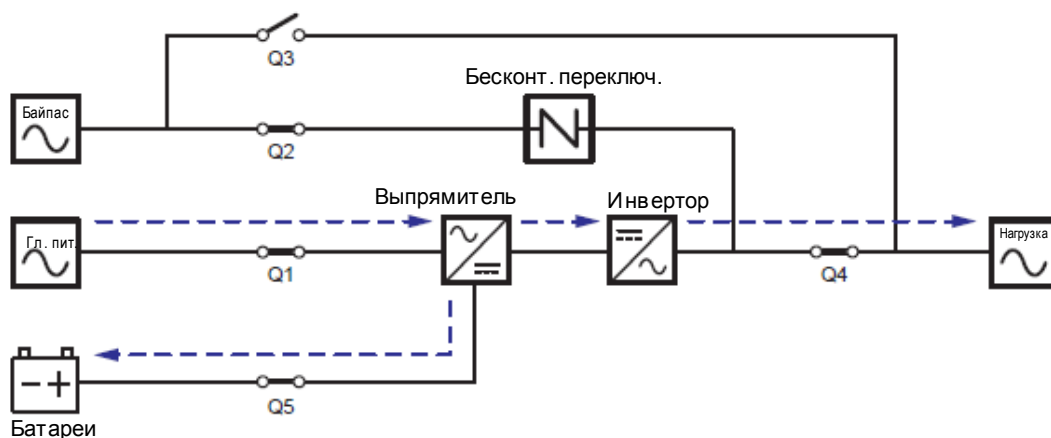 Q3
Бесконт. переключ.
Байпас
Q2
Выпрямитель
Инвертор
Гл. пит.
Нагрузка
Q1
Q4
Q5
Батареи